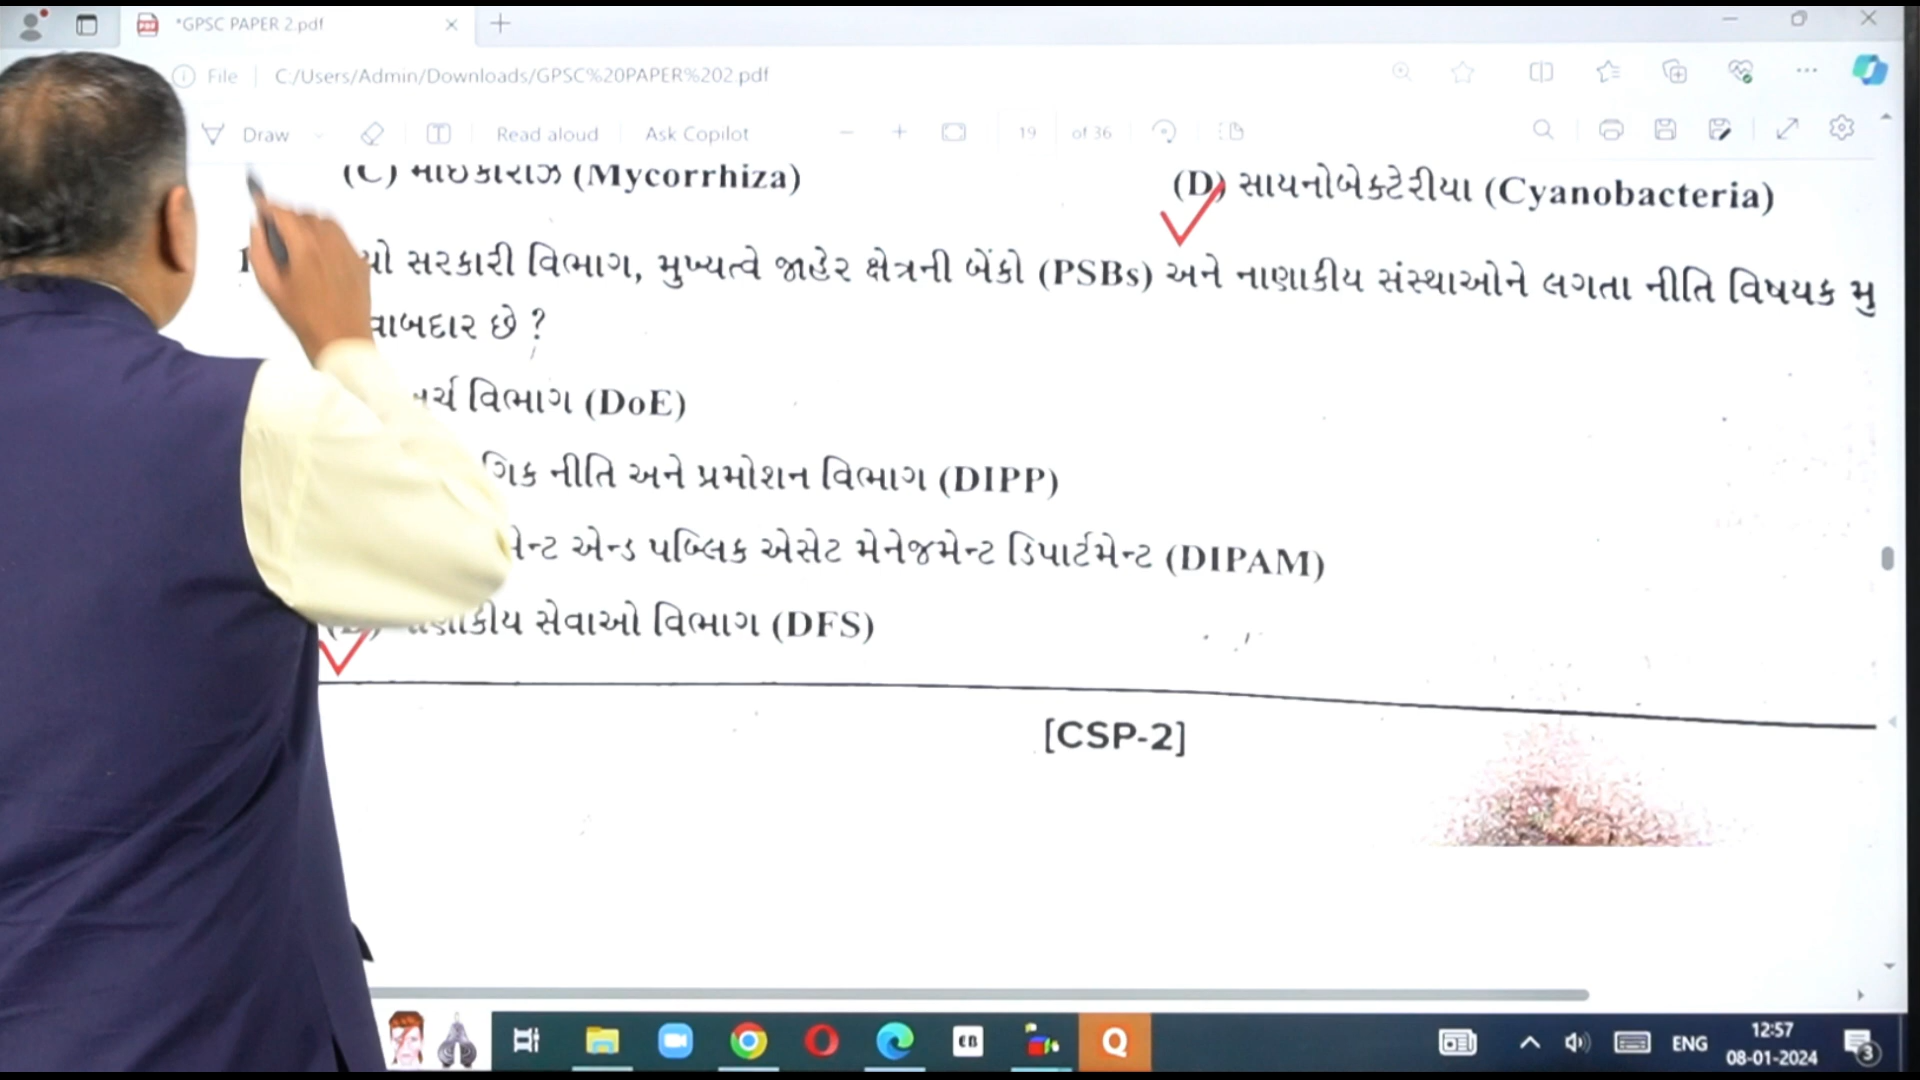 *GPSC PAPER 2.pdf
File C:/Users/Admin/Downloads/GPSC%20PAPER%202.pdf
Draw Read aloud Ask Copilot 19 of 36
(C) માઇકોરાઝ (Mycorrhiza) (D) સાયનોબેક્ટેરીયા (Cyanobacteria)
સરકારી વિભાગ, મુખ્યત્વે જાહેર ક્ષેત્રની બેંકો (PSBs) અને નાણાકીય સંસ્થાઓને લગતા નીતિ વિષયક મુ
છે ?
વિભાગ (DoE)
નીતિ અને પ્રમોશન વિભાગ (DIPP)
એન્ડ પબ્લિક એસેટ મેનેજમેન્ટ ડિપાર્ટમેન્ટ (DIPAM)
સેવાઓ વિભાગ (DFS)
[CSP-2]
ENG 12:57
08-01-2024
3